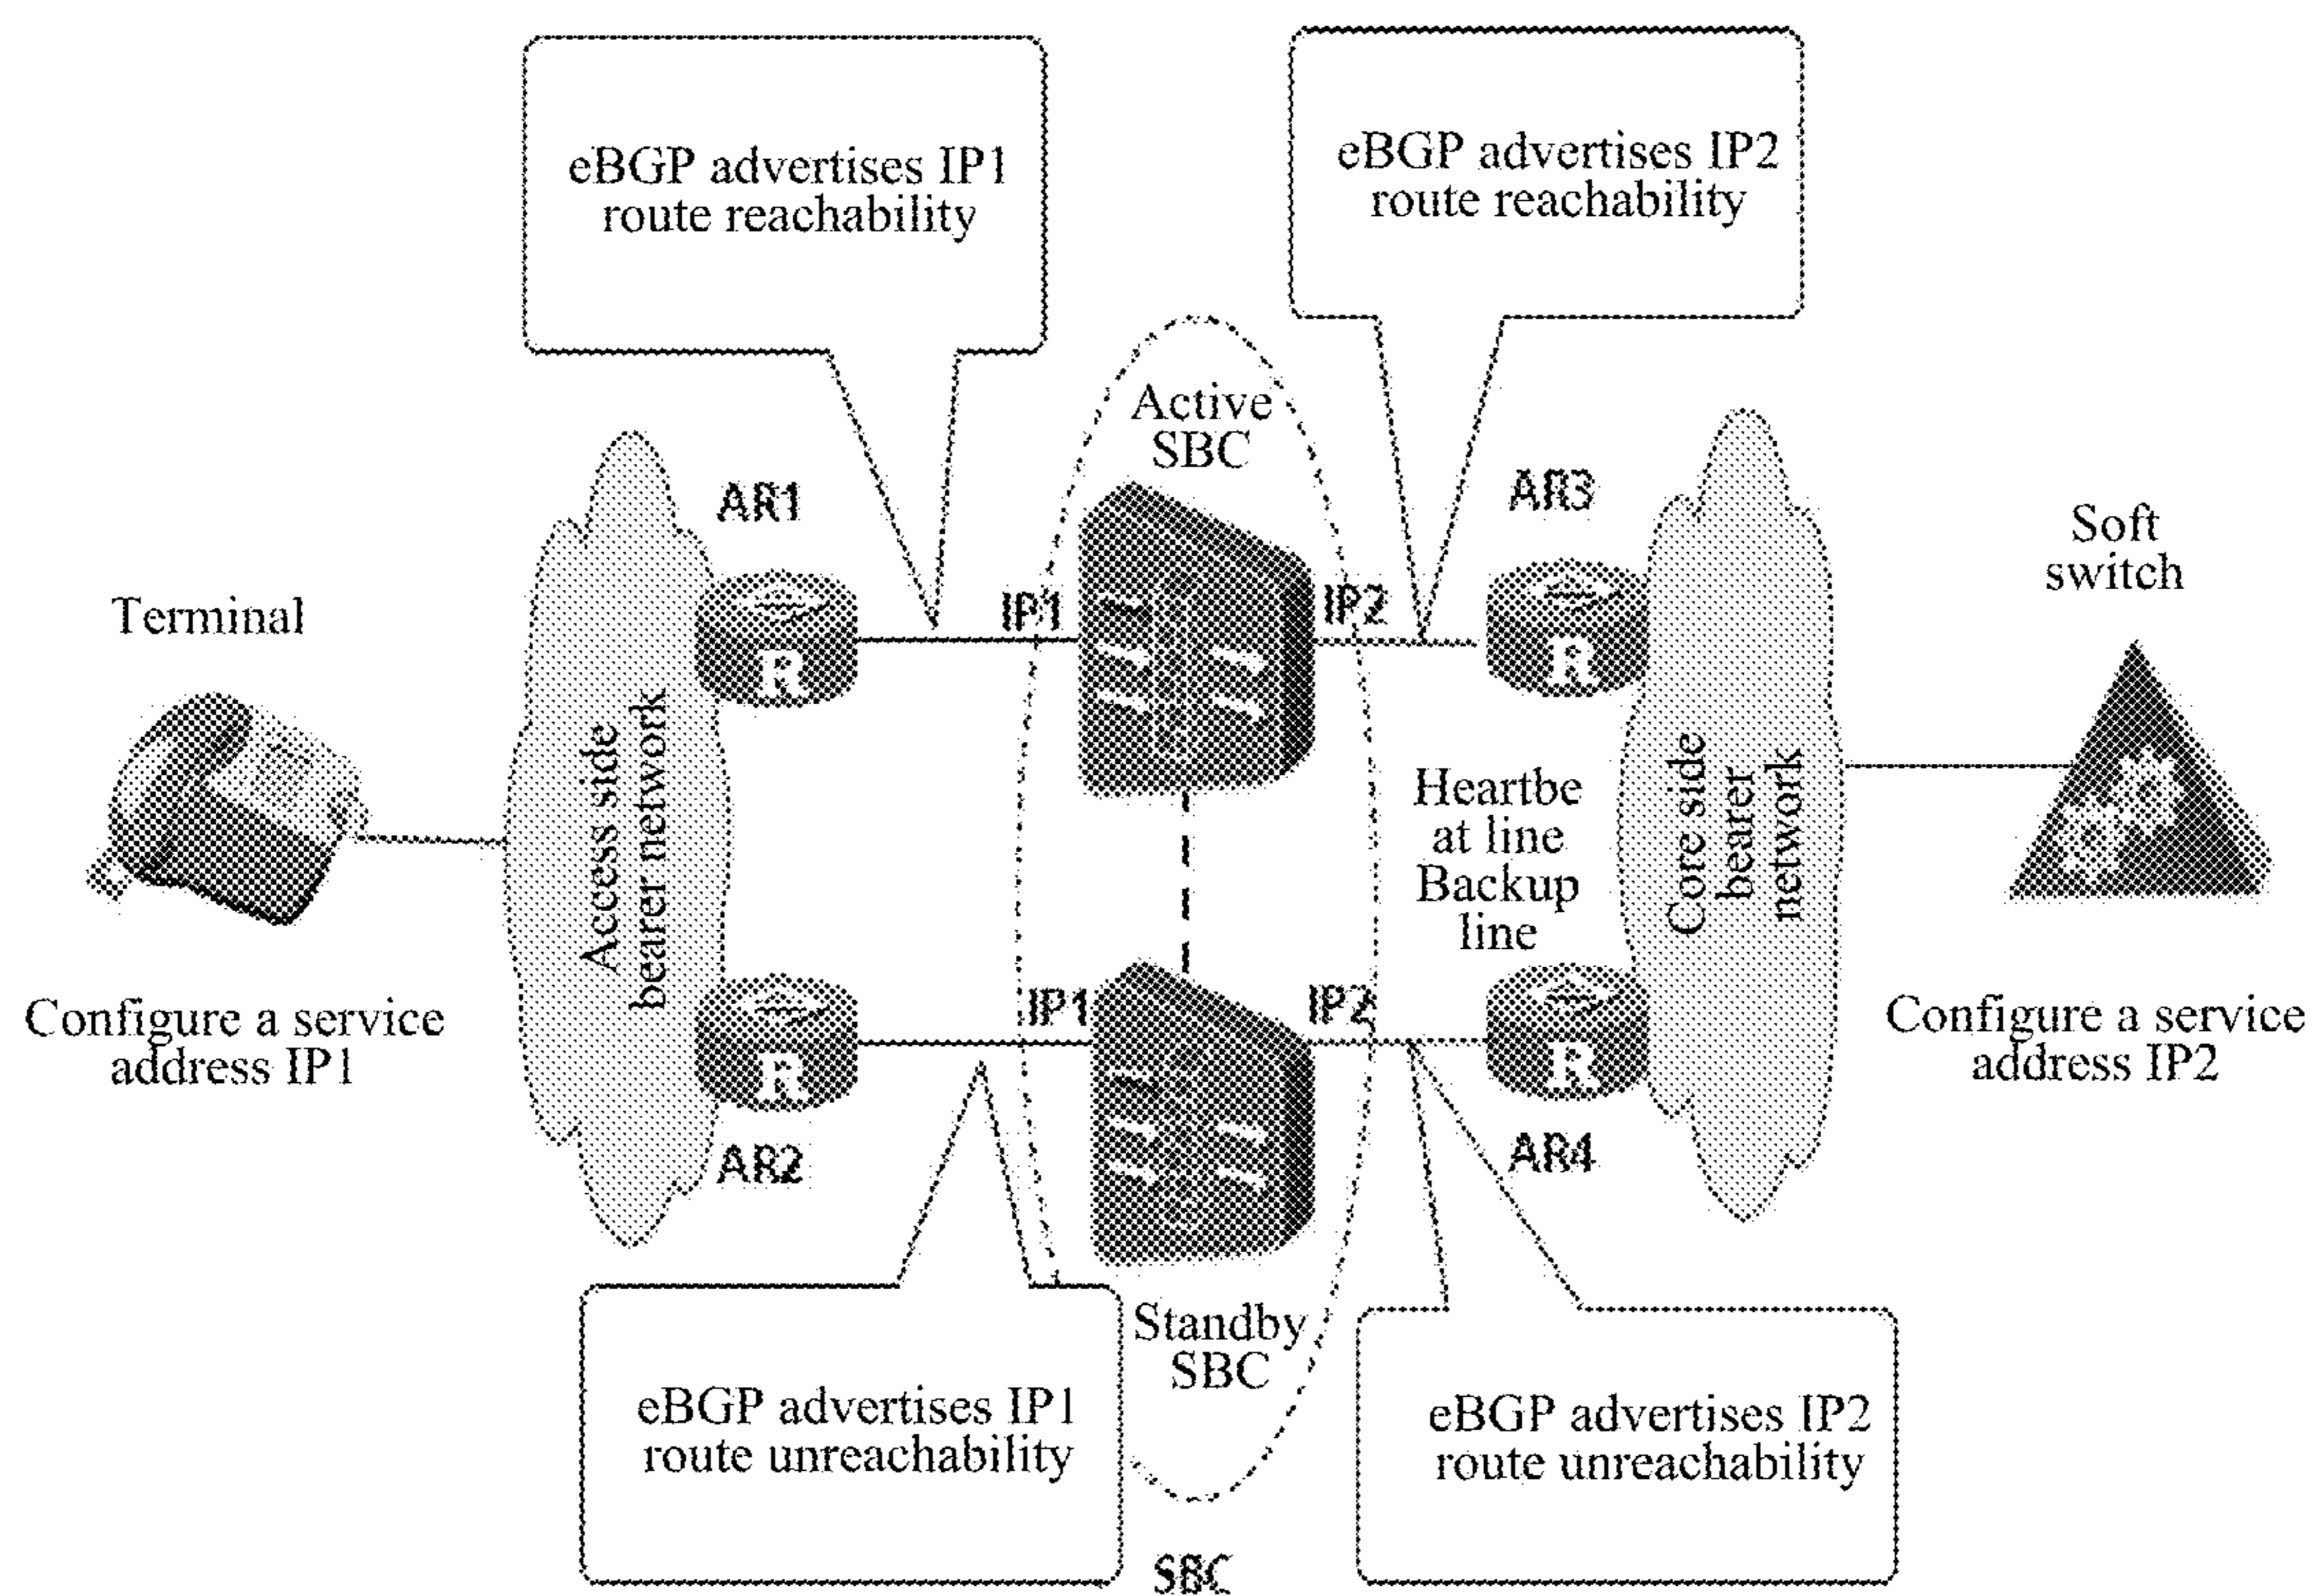 eBGP advertises IP1
route reachability
eBGP advertises IP2
route reachability
Active
SBC
AR1
AR3
Soft
switch
Terminal
IP1
IP2
R
R
Access side
bearer network
Heartbe
at line
Backup
line
Core side
bearer
network
Configure a service
address IP1
IP1
IP2
R
R
Configure a service
address IP2
AR2
AR4
Standby
SBC
eBGP advertises IP1
route unreachability
eBGP advertises IP2
route unreachability
SBC